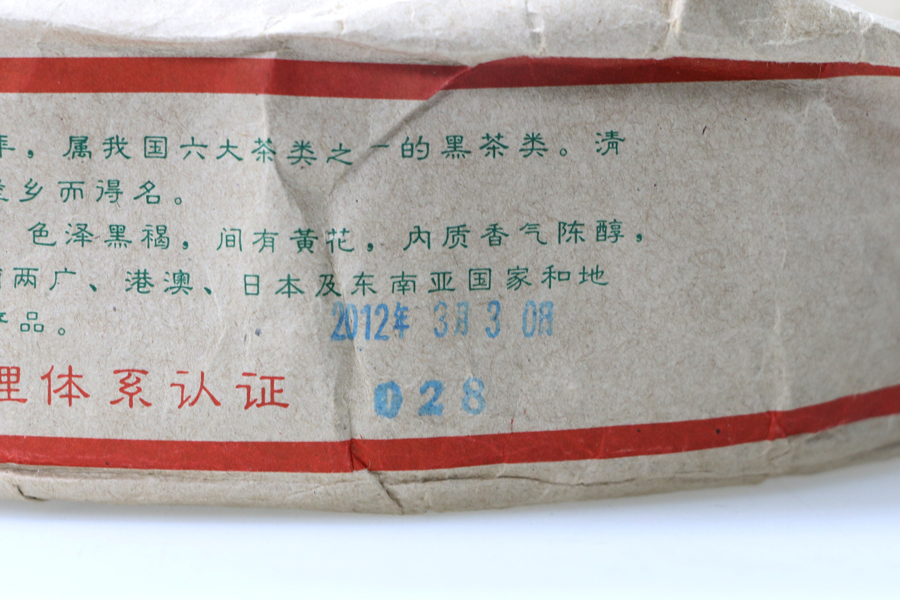 年，属我国六大茶类之一的黑茶类。清
乡而得名。
色泽黑褐，间有黄花，内质香气陈醇，
两广、港澳、日本及东南亚国家和地
产品。
2012年 3月 3 0日
理体系认证
028